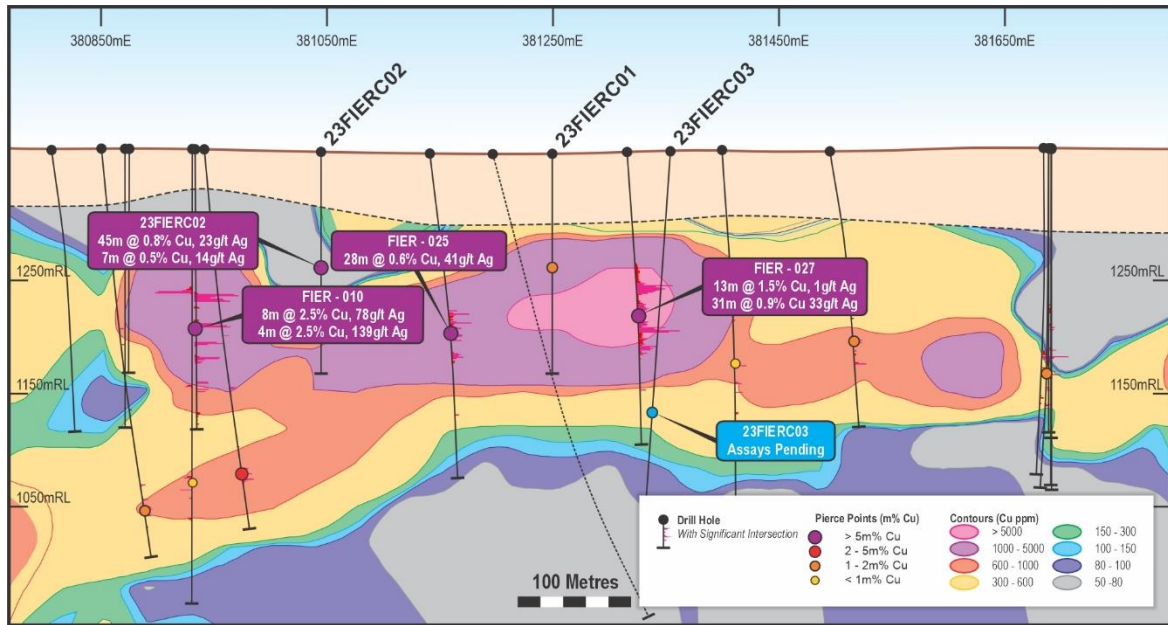 380850mE
381050mE
381250mE
381450mE
381650mE
23FIERC02
23FIERC01
23FIERC03
23FIERC02
45m @ 0.8% Cu, 23g/t Ag
7m @ 0.5% Cu, 14g/t Ag
FIER - 025
28m @ 0.6% Cu, 41g/t Ag
FIER - 010
8m @ 2.5% Cu, 78g/t Ag
4m @ 2.5% Cu, 139g/t Ag
FIER - 027
13m @ 1.5% Cu, 1g/t Ag
31m @ 0.9% Cu 33g/t Ag
23FIERC03
Assays Pending
1250mRL
1150mRL
1050mRL
1250mRL
1150mRL
100 Metres
Drill Hole
With Significant Intersection
Pierce Points (m% Cu)
> 5m% Cu
2 - 5m% Cu
1 - 2m% Cu
< 1m% Cu
Contours (Cu ppm)
> 5000
1000 - 5000
600 - 1000
300 - 600
150 - 300
100 - 150
80 - 100
50 -80